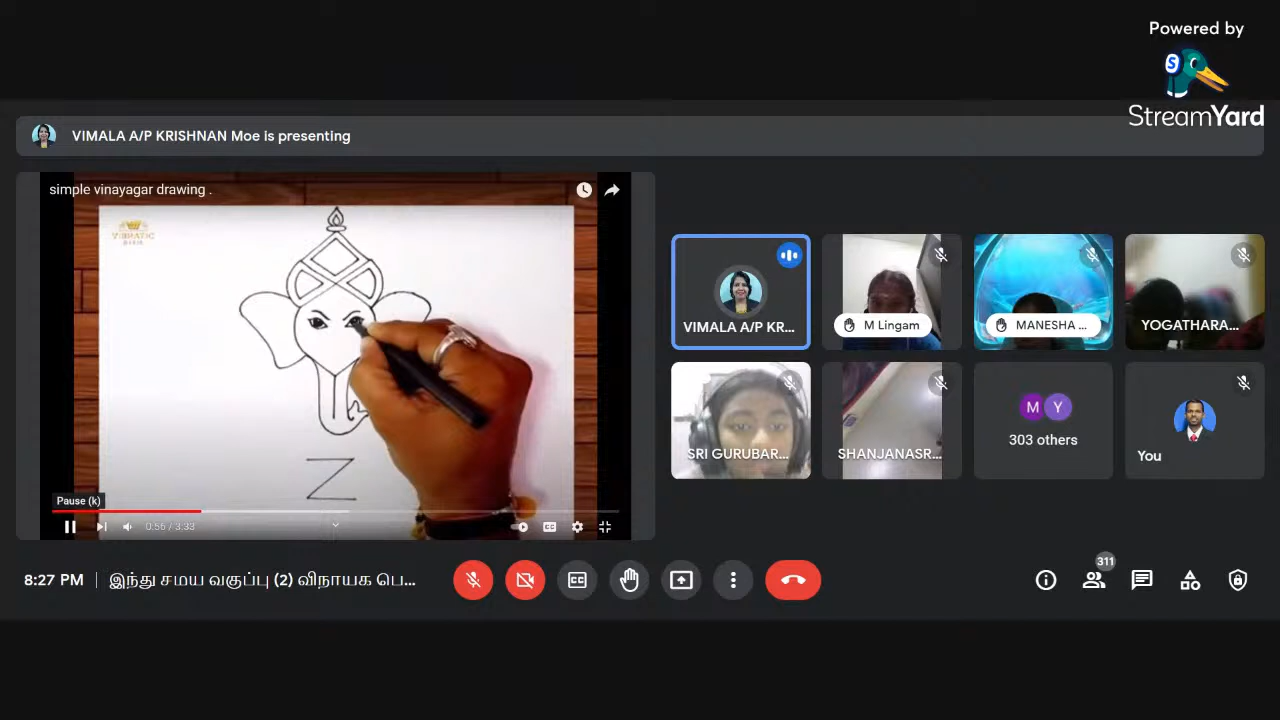 Powered by
StreamYard
VIMALA A/P KRISHNAN Moe is presenting
simple vinayagar drawing .
VIBRATIC
Z
Pause (k)
0:56 / 3:33
VIMALA A/P KR...
M Lingam
MANESHA ...
YOGATHARA...
SRI GURUBAR...
SHANJANASR...
M Y
303 others
You
8:27 PM
இந்து சமய வகுப்பு (2) விநாயக பெ...
311